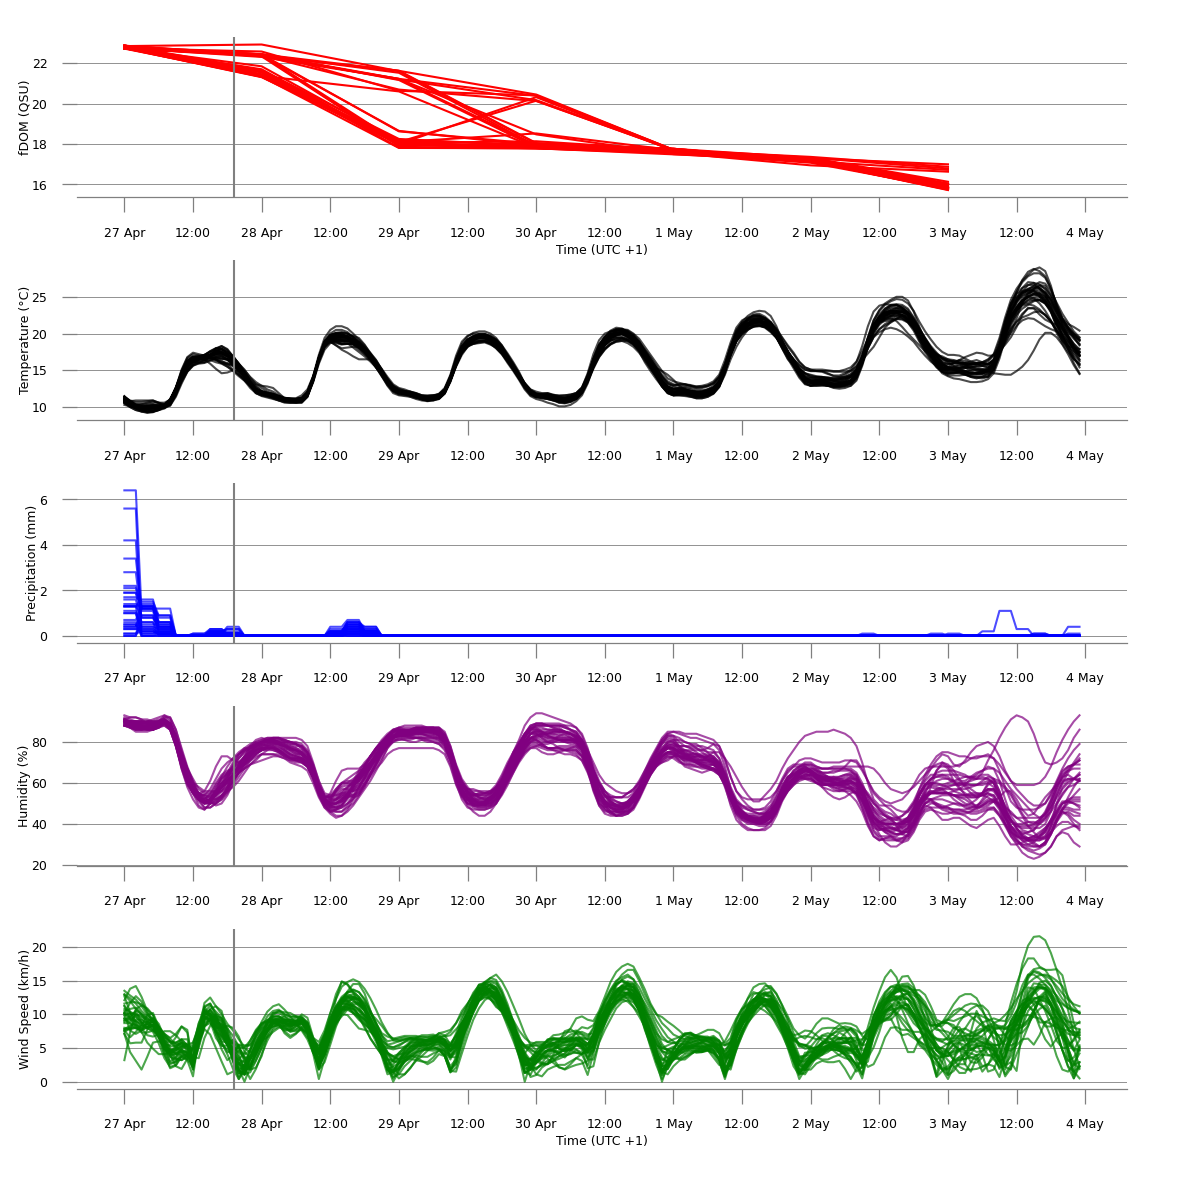 fDOM (QSU)
22
20
18
16
27 Apr 12:00 28 Apr 12:00 29 Apr 12:00 30 Apr 12:00 1 May 12:00 2 May 12:00 3 May 12:00 4 May
Time (UTC +1)
Temperature (°C)
25
20
15
10
27 Apr 12:00 28 Apr 12:00 29 Apr 12:00 30 Apr 12:00 1 May 12:00 2 May 12:00 3 May 12:00 4 May
Precipitation (mm)
6
4
2
0
27 Apr 12:00 28 Apr 12:00 29 Apr 12:00 30 Apr 12:00 1 May 12:00 2 May 12:00 3 May 12:00 4 May
Humidity (%)
80
60
40
20
27 Apr 12:00 28 Apr 12:00 29 Apr 12:00 30 Apr 12:00 1 May 12:00 2 May 12:00 3 May 12:00 4 May
Wind Speed (km/h)
20
15
10
5
0
27 Apr 12:00 28 Apr 12:00 29 Apr 12:00 30 Apr 12:00 1 May 12:00 2 May 12:00 3 May 12:00 4 May
Time (UTC +1)